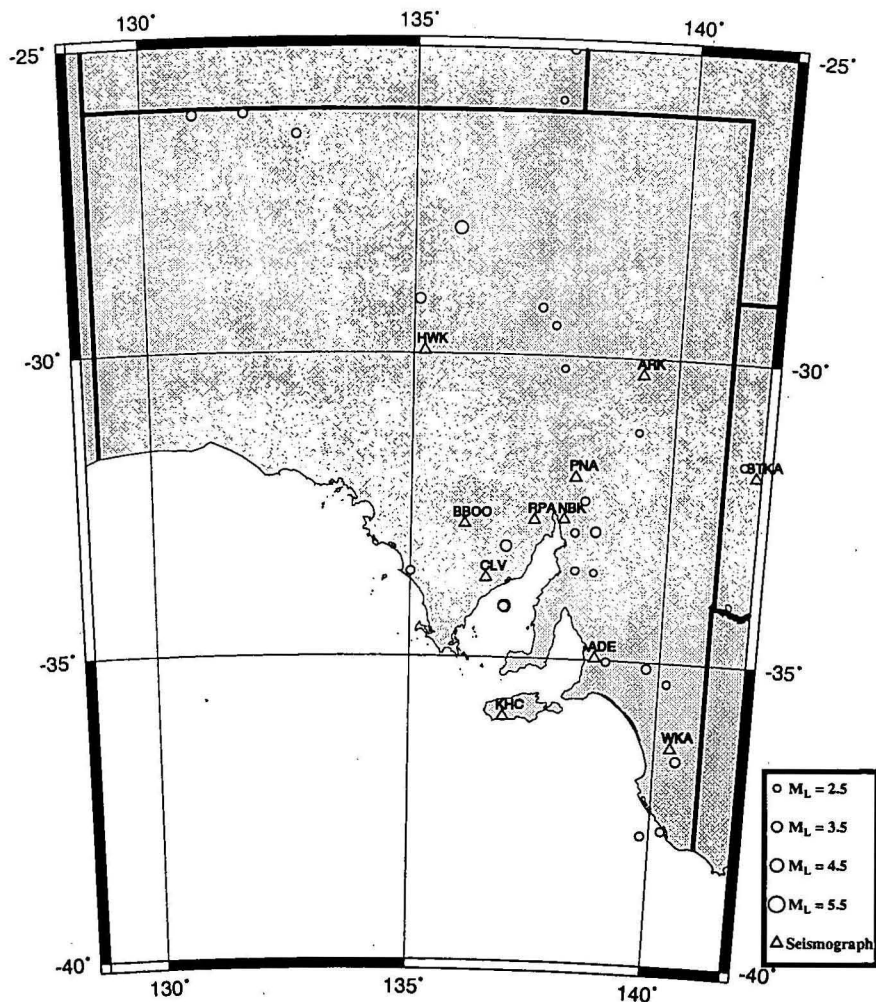 130° 135° 140°
-25° -25°
HWK
-30° ARK -30°
PNA STKA
BBOO RPA NBK
CLV
ADE
-35° -35°
KHC
WKA
M_L = 2.5
M_L = 3.5
M_L = 4.5
M_L = 5.5
Seismograph
-40° -40°
130° 135° 140°